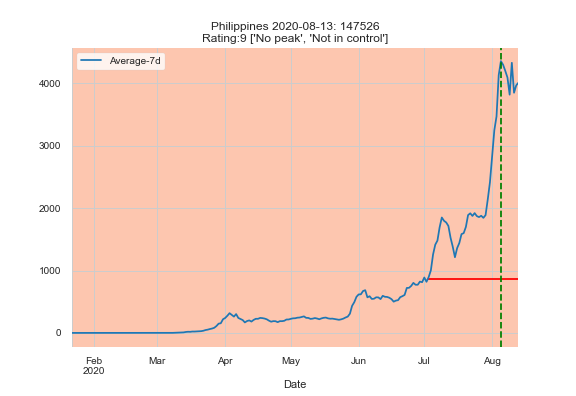 Philippines 2020-08-13: 147526
Rating:9 ['No peak', 'Not in control']
Average-7d
4000
3000
2000
1000
0
Feb
2020
Mar
Apr
May
Jun
Jul
Aug
Date